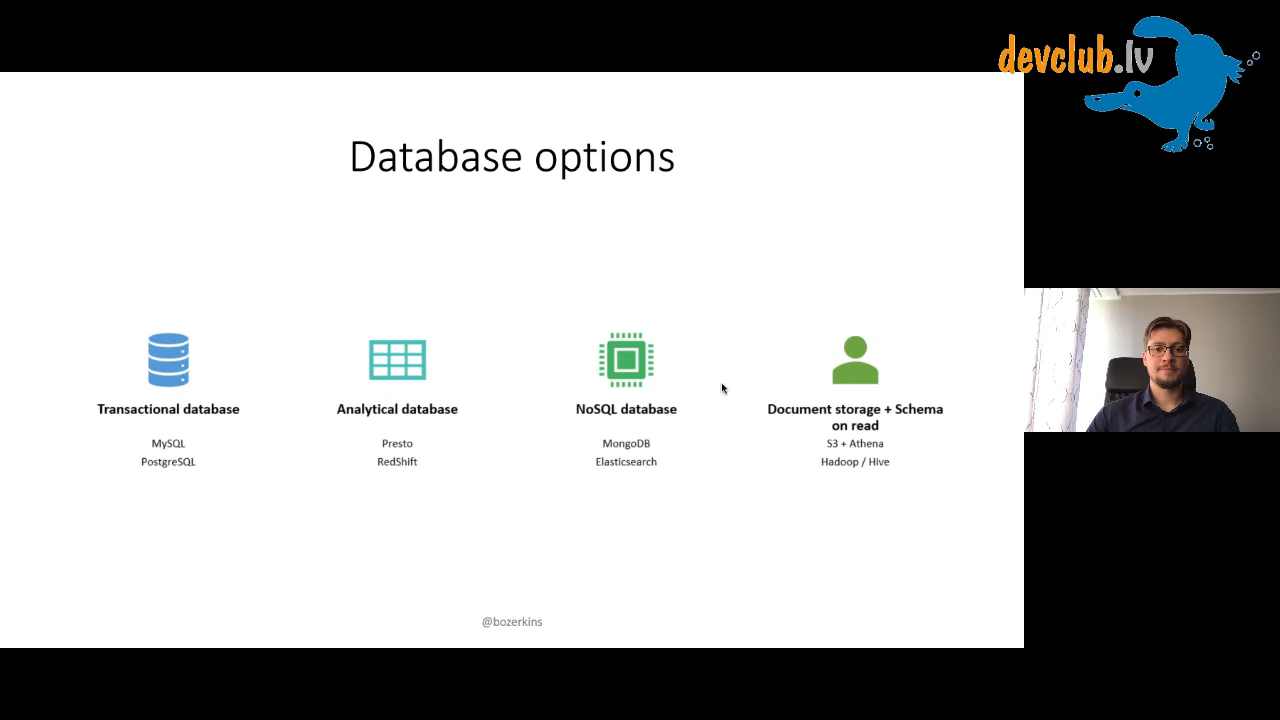 devclub.lv
Database options
Transactional database
MySQL
PostgreSQL
Analytical database
Presto
RedShift
NoSQL database
MongoDB
Elasticsearch
Document storage + Schema
on read
S3 + Athena
Hadoop / Hive
@bozerkins